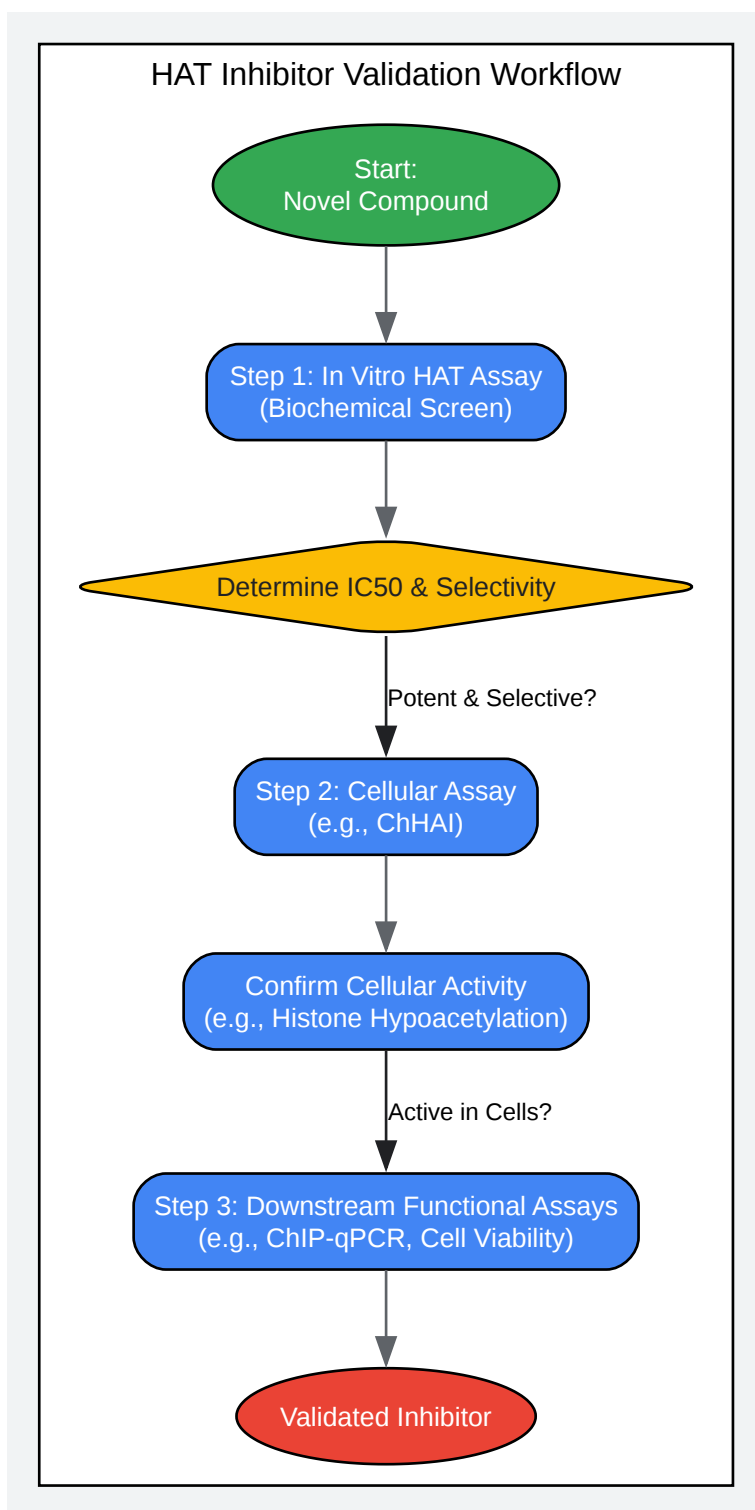 HAT Inhibitor Validation Workflow
Start:
Novel Compound
Step 1: In Vitro HAT Assay
(Biochemical Screen)
Determine IC50 & Selectivity
Potent & Selective?
Step 2: Cellular Assay
(e.g., ChHAI)
Confirm Cellular Activity
(e.g., Histone Hypoacetylation)
Active in Cells?
Step 3: Downstream Functional Assays
(e.g., ChIP-qPCR, Cell Viability)
Validated Inhibitor